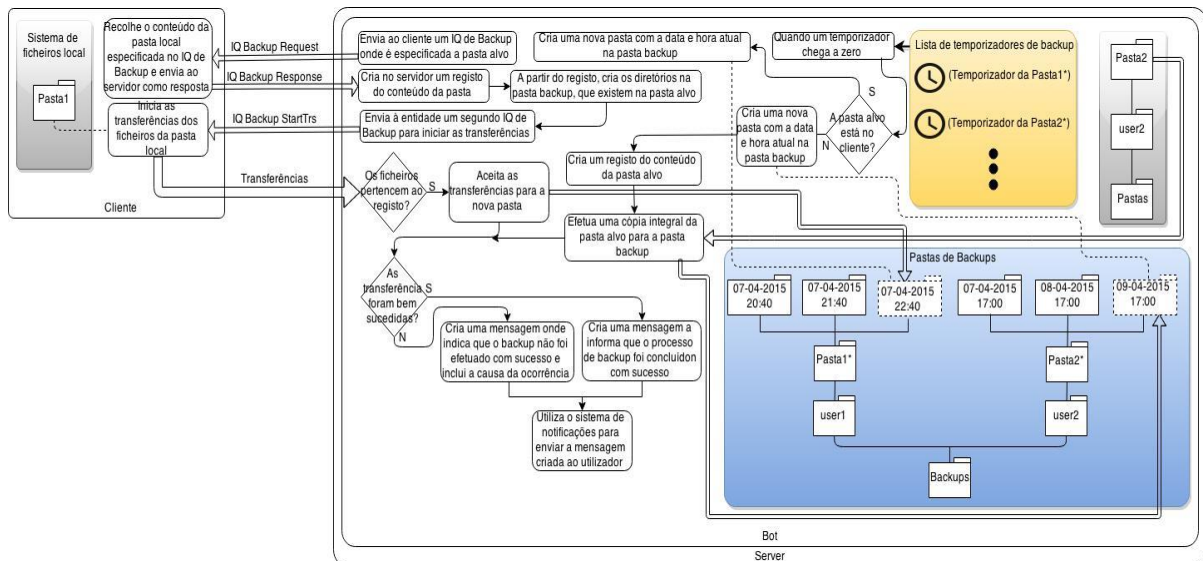 Sistema de
ficheiros local
Pasta1
Recolhe o conteúdo da
pasta local
especificada no IQ de
Backup e envia ao
servidor como resposta
Inicia as
transferências dos
ficheiros da pasta
local
Cliente
IQ Backup Request
IQ Backup Response
IQ Backup StartTrs
Transferências
Envia ao cliente um IQ de Backup
onde é especificada a pasta alvo
Cria no servidor um registo
do conteúdo da pasta
A partir do registo, cria os diretórios na
pasta backup, que existem na pasta alvo
Envia à entidade um segundo IQ de
Backup para iniciar as transferências
Cria uma nova pasta com a data e hora atual
na pasta backup
Quando um temporizador
chega a zero
S
A pasta alvo
está no
cliente?
N
Cria uma nova
pasta com a data
e hora atual na
pasta backup
Cria um registo do conteúdo
da pasta alvo
Lista de temporizadores de backup
(Temporizador da Pasta1*)
(Temporizador da Pasta2*)
Pasta2
user2
Pastas
Os ficheiros
pertencem ao
registo?
S
Aceita as
transferências para a
nova pasta
Efetua uma còpia integral da
pasta alvo para a pasta
backup
As
transferência
foram bem
sucedidas?
S
N
Cria uma mensagem onde
indica que o backup não foi
efetuado com sucesso e
inclui a causa da ocorrência
Cria uma mensagem a
informa que o processo
de backup foi concluidon
com sucesso
Utiliza o sistema de
notificações para
enviar a mensagem
criada ao utilizador
Pastas de Backups
07-04-2015
20:40
07-04-2015
21:40
07-04-2015
22:40
07-04-2015
17:00
08-04-2015
17:00
09-04-2015
17:00
Pasta1*
Pasta2*
user1
user2
Backups
Bot
Server